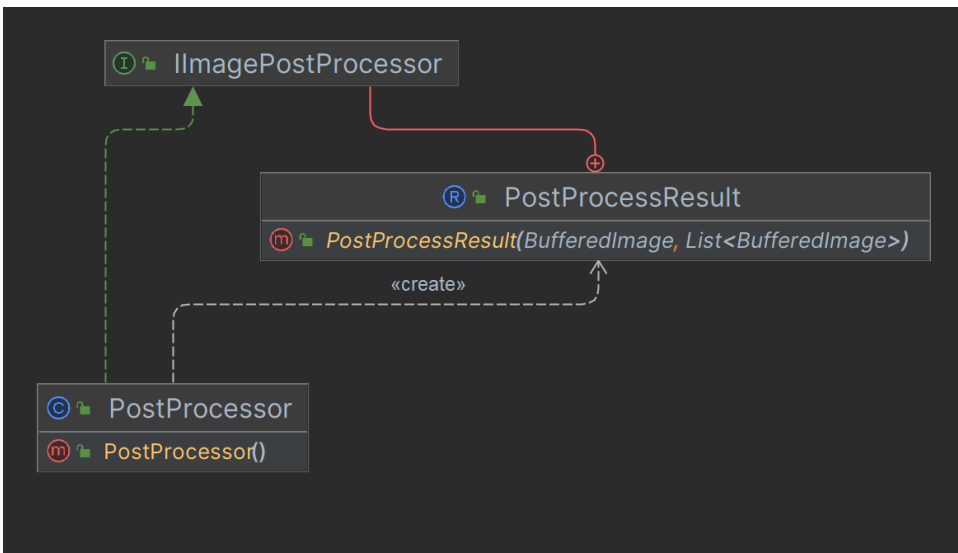 I IImagePostProcessor
R PostProcessResult
m PostProcessResult(BufferedImage, List<BufferedImage>)
«create»
C PostProcessor
m PostProcessor()